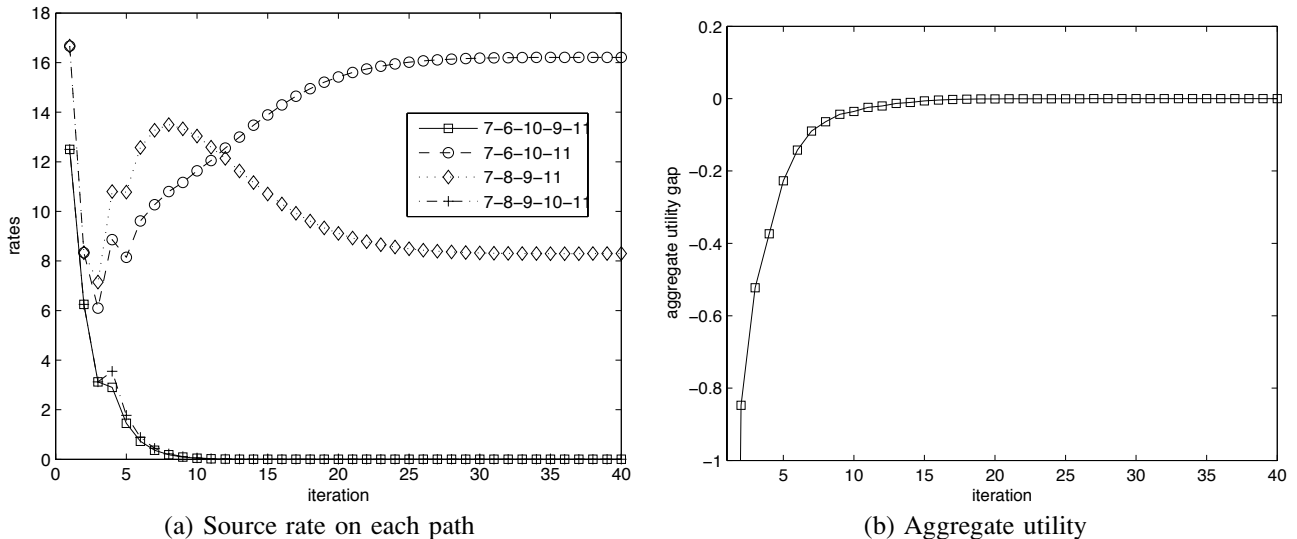 18
16
14
12
10
8
6
4
2
0
rates
7−6−10−9−11
7−6−10−11
7−8−9−11
7−8−9−10−11
0 5 10 15 20 25 30 35 40
iteration
(a) Source rate on each path
0.2
0
−0.2
−0.4
−0.6
−0.8
−1
aggregate utility gap
5 10 15 20 25 30 35 40
iteration
(b) Aggregate utility